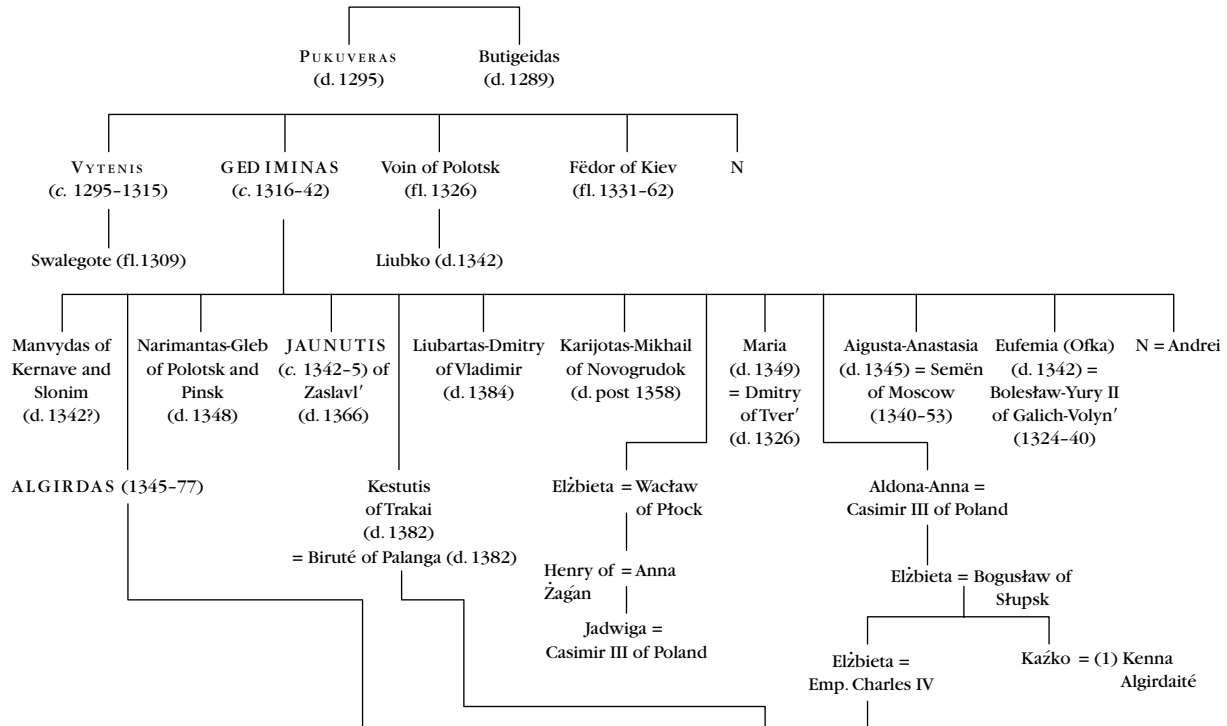 PUKUVERAS
(d. 1295)
Butigeidas
(d. 1289)
VYTENIS
(c. 1295–1315)
GEDIMINAS
(c. 1316–42)
Voin of Polotsk
(fl. 1326)
Fëdor of Kiev
(fl. 1331–62)
N
Swalegote (fl.1309)
Liubko (d.1342)
Manvydas of
Kernave and
Slonim
(d. 1342?)
Narimantas-Gleb
of Polotsk and
Pinsk
(d. 1348)
JAUNUTIS
(c. 1342–5) of
Zaslavl′
(d. 1366)
Liubartas-Dmitry
of Vladimir
(d. 1384)
Karijotas-Mikhail
of Novogrudok
(d. post 1358)
Maria
(d. 1349)
= Dmitry
of Tver′
(d. 1326)
Aigusta-Anastasia
(d. 1345) = Semën
of Moscow
(1340–53)
Eufemia (Ofka)
(d. 1342) =
Bolesław-Yury II
of Galich-Volyn′
(1324–40)
N = Andrei
ALGIRDAS (1345–77)
Kestutis
of Trakai
(d. 1382)
= Biruté of Palanga (d. 1382)
Elżbieta = Wacław
of Płock
Aldona-Anna =
Casimir III of Poland
Henry of = Anna
Żagań
Elżbieta = Bogusław of
Słupsk
Jadwiga =
Casimir III of Poland
Elżbieta =
Emp. Charles IV
Kaźko = (1) Kenna
Algirdaité